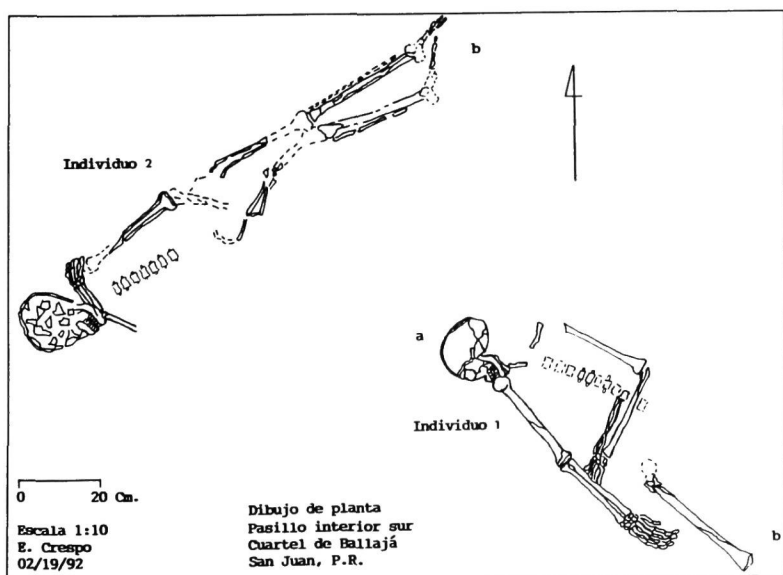 b
Individuo 2
a
Individuo 1
b
0 20 Cm.
Escala 1:10
E. Crespo
02/19/92
Dibujo de planta
Pasillo interior sur
Cuartel de Ballajá
San Juan, P.R.